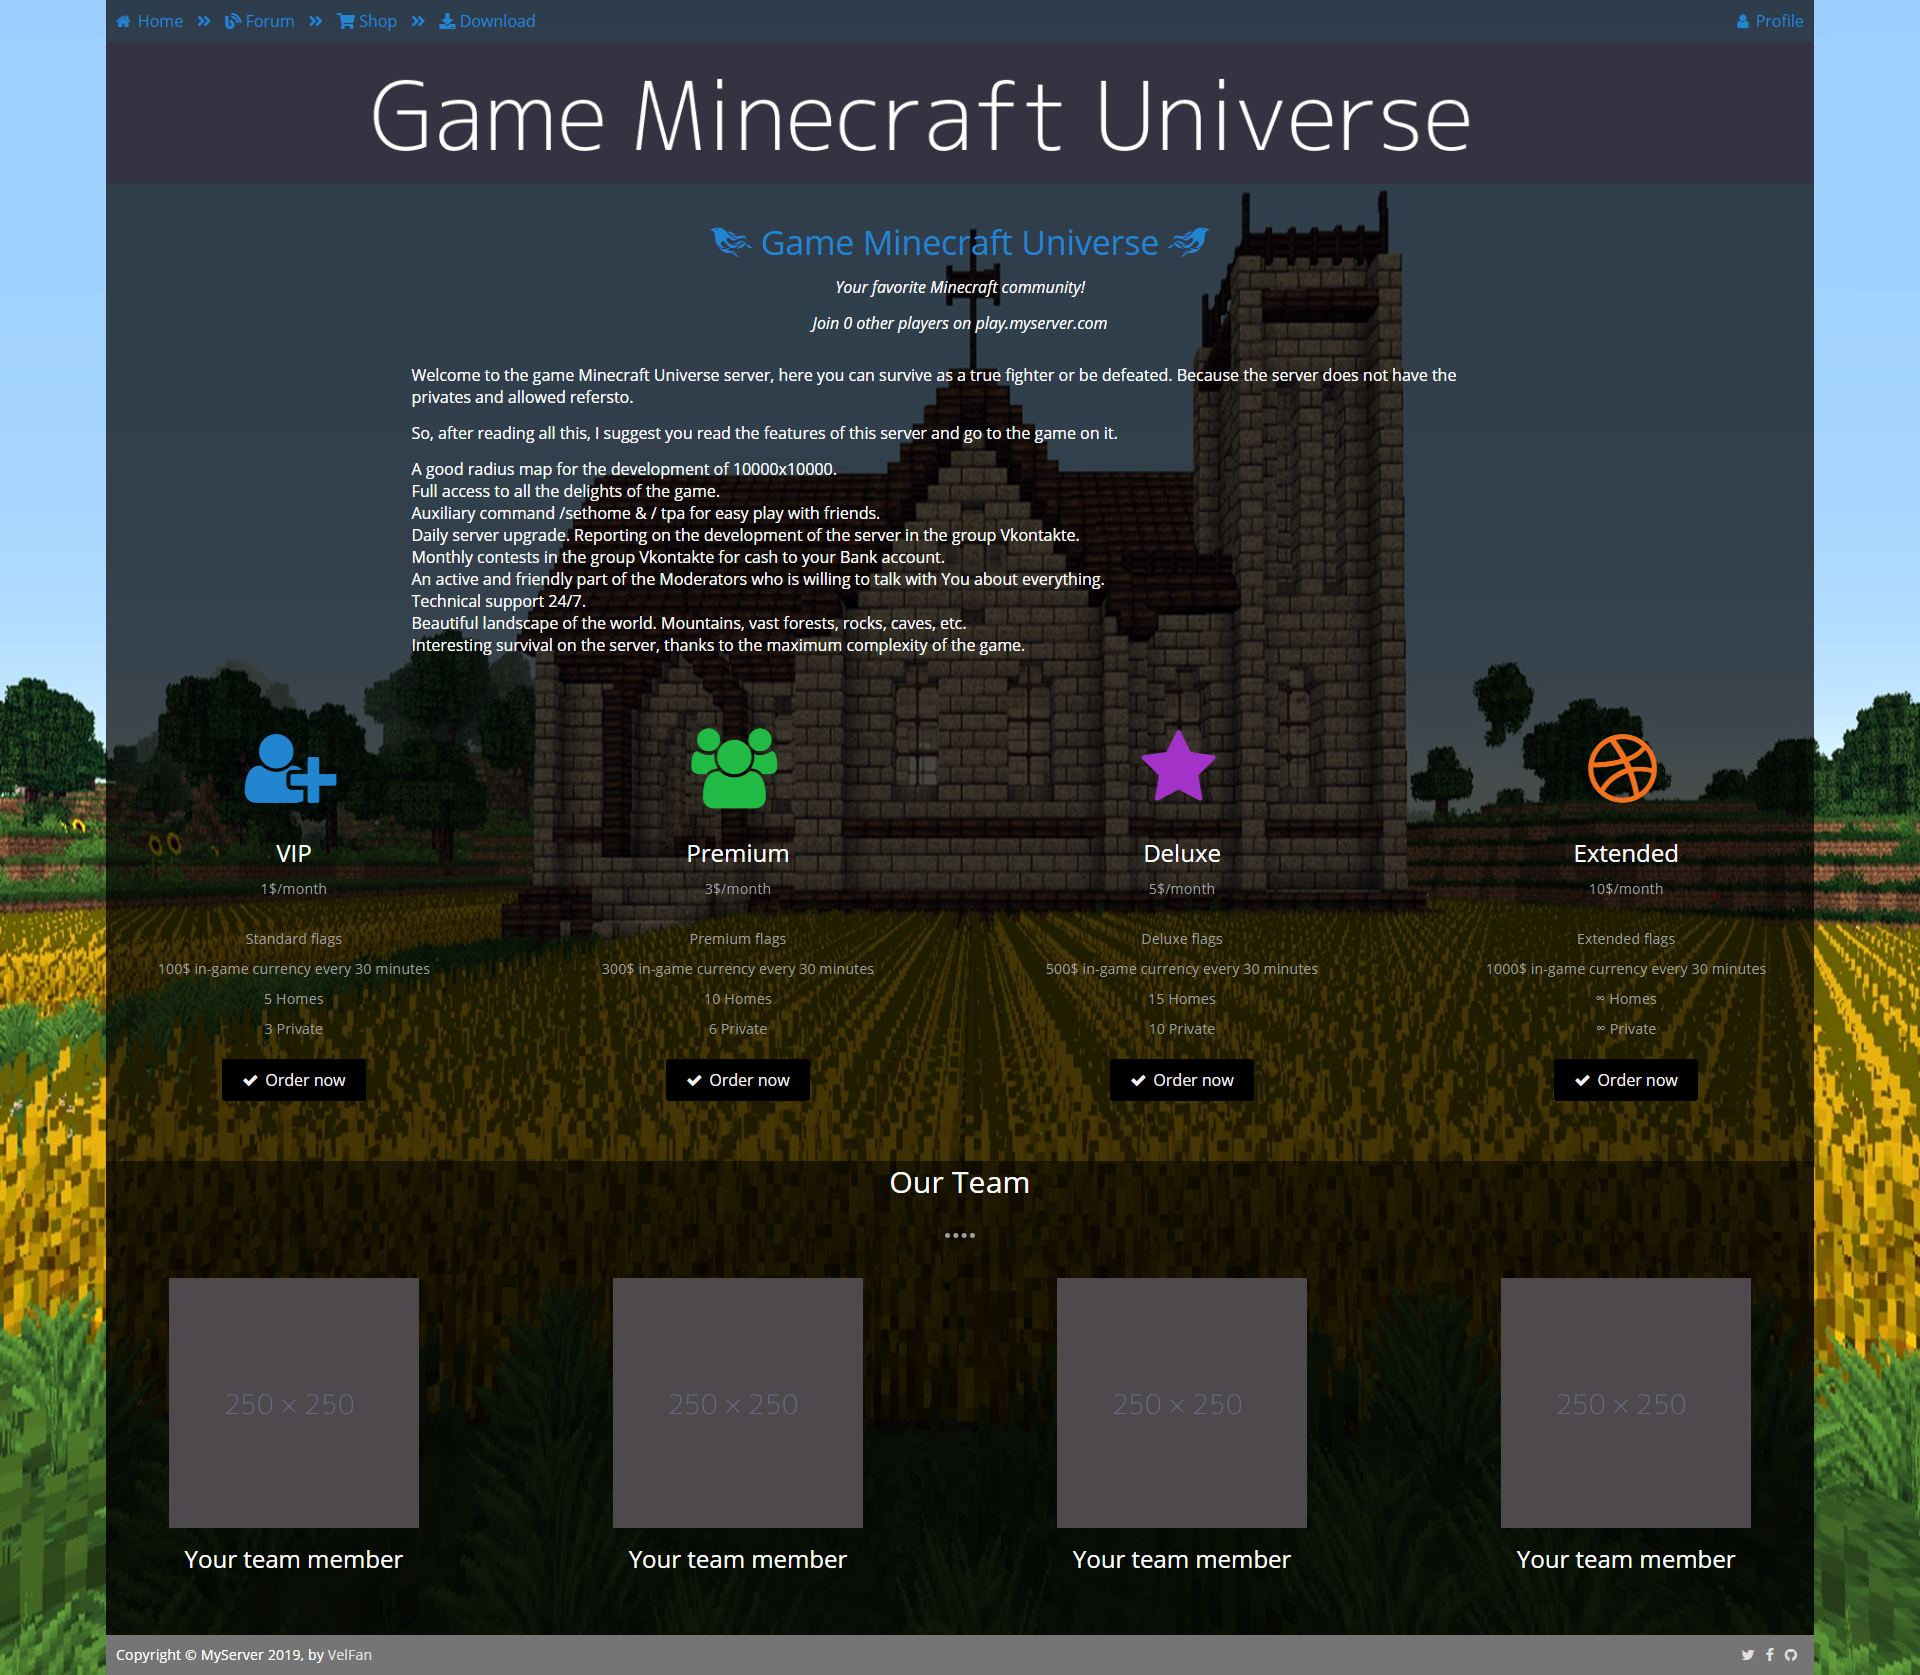 Home » Forum » Shop » Download Profile
Game Minecraft Universe
Game Minecraft Universe
Your favorite Minecraft community!
Join 0 other players on play.myserver.com
Welcome to the game Minecraft Universe server, here you can survive as a true fighter or be defeated. Because the server does not have the
privates and allowed refersto.
So, after reading all this, I suggest you read the features of this server and go to the game on it.
A good radius map for the development of 10000x10000.
Full access to all the delights of the game.
Auxiliary command /sethome & / tpa for easy play with friends.
Daily server upgrade. Reporting on the development of the server in the group Vkontakte.
Monthly contests in the group Vkontakte for cash to your Bank account.
An active and friendly part of the Moderators who is willing to talk with You about everything.
Technical support 24/7.
Beautiful landscape of the world. Mountains, vast forests, rocks, caves, etc.
Interesting survival on the server, thanks to the maximum complexity of the game.
VIP
1$/month
Standard flags
100$ in-game currency every 30 minutes
5 Homes
3 Private
Order now
Premium
3$/month
Premium flags
300$ in-game currency every 30 minutes
10 Homes
6 Private
Order now
Deluxe
5$/month
Deluxe flags
500$ in-game currency every 30 minutes
15 Homes
10 Private
Order now
Extended
10$/month
Extended flags
1000$ in-game currency every 30 minutes
∞ Homes
∞ Private
Order now
Our Team
250 × 250
Your team member
250 × 250
Your team member
250 × 250
Your team member
250 × 250
Your team member
Copyright © MyServer 2019, by VelFan